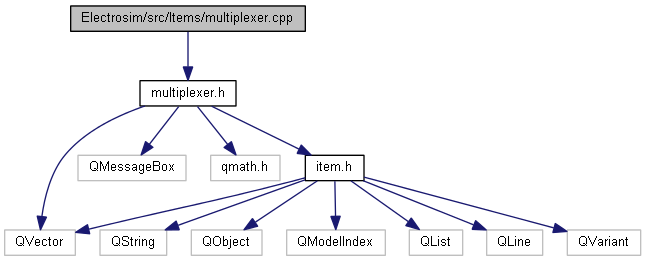 Electrosim/src/Items/multiplexer.cpp
multiplexer.h
QMessageBox
qmath.h
item.h
QVector
QString
QObject
QModelIndex
QList
QLine
QVariant